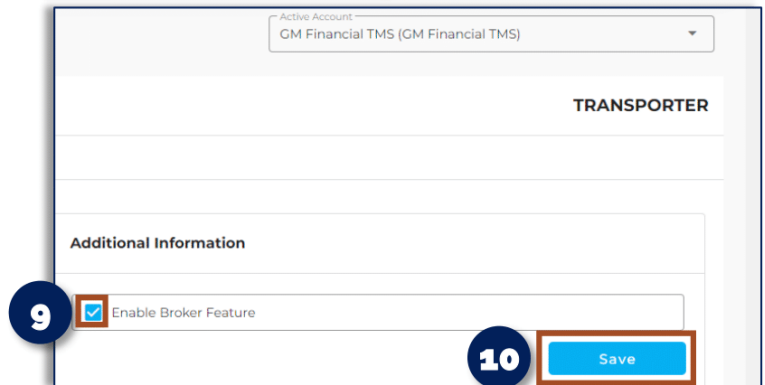 Active Account
GM Financial TMS (GM Financial TMS)
TRANSPORTER
Additional Information
9
Enable Broker Feature
10
Save